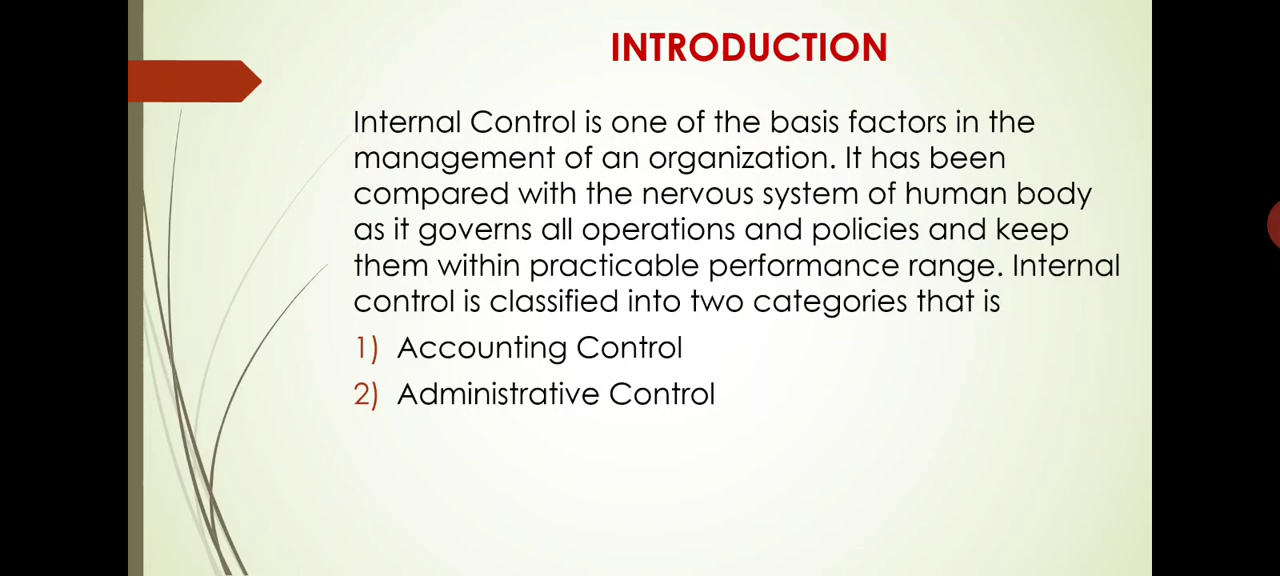 INTRODUCTION
Internal Control is one of the basis factors in the
management of an organization. It has been
compared with the nervous system of human body
as it governs all operations and policies and keep
them within practicable performance range. Internal
control is classified into two categories that is
1) Accounting Control
2) Administrative Control